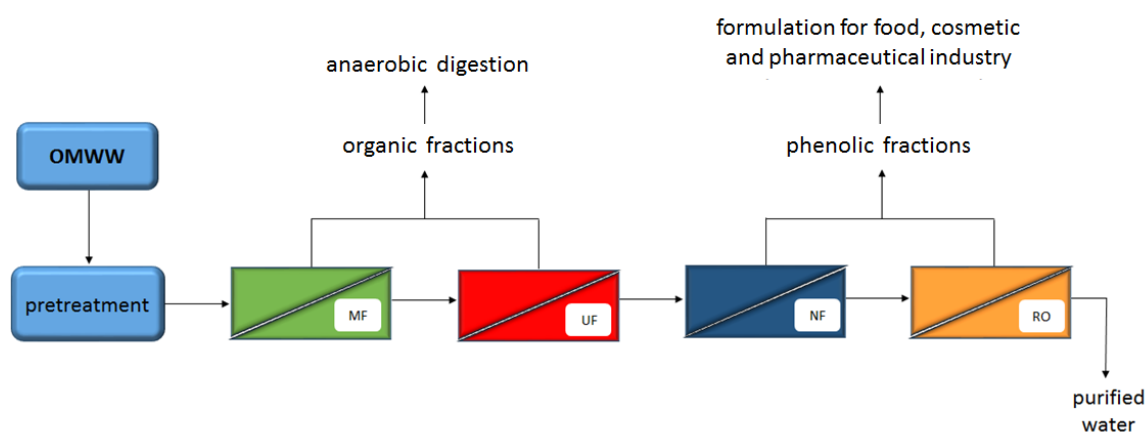 formulation for food, cosmetic
and pharmaceutical industry
anaerobic digestion
OMWW
organic fractions
phenolic fractions
pretreatment
MF
UF
NF
RO
purified
water